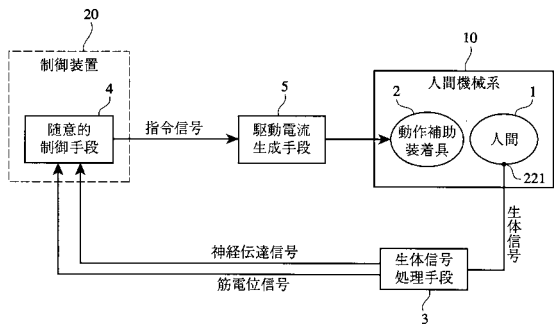 20
制御装置
4
随意的
制御手段
指令信号
5
駆動電流
生成手段
10
人間機械系
2
動作補助
装着具
1
人間
221
生体信号
神経伝達信号
筋電位信号
生体信号
処理手段
3